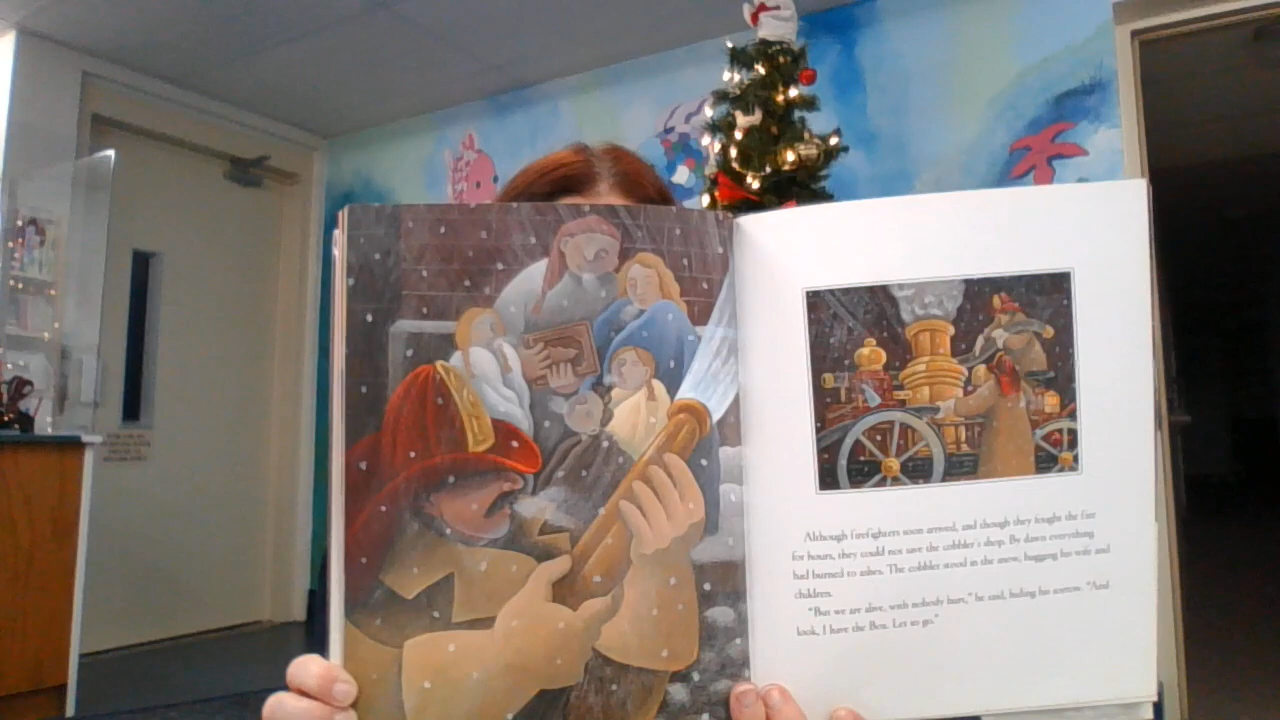 Although firefighters soon arrived, and though they fought the fire
for hours, they could not save the cobbler's shop. By dawn everything
had burned to ashes. The cobbler stood in the snow, hugging his wife and
children.
"But we are alive, with nobody hurt," he said, hiding his sorrow. "And
look, I have the Box. Let us go."